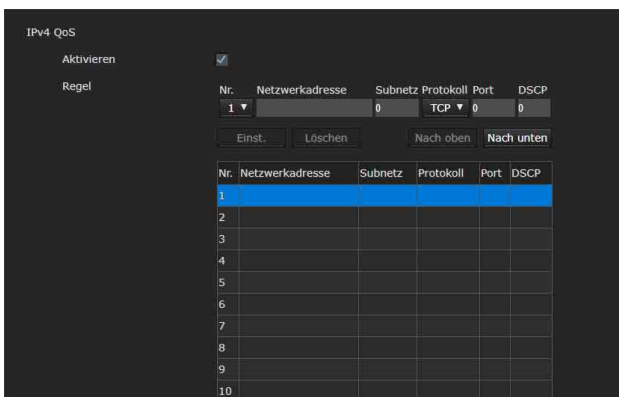 IPv4 QoS
Aktivieren
Regel
Nr. Netzwerkadresse Subnetz Protokoll Port DSCP
1 0 TCP 0 0
Einst. Löschen Nach oben Nach unten
Nr. Netzwerkadresse Subnetz Protokoll Port DSCP
1
2
3
4
5
6
7
8
9
10